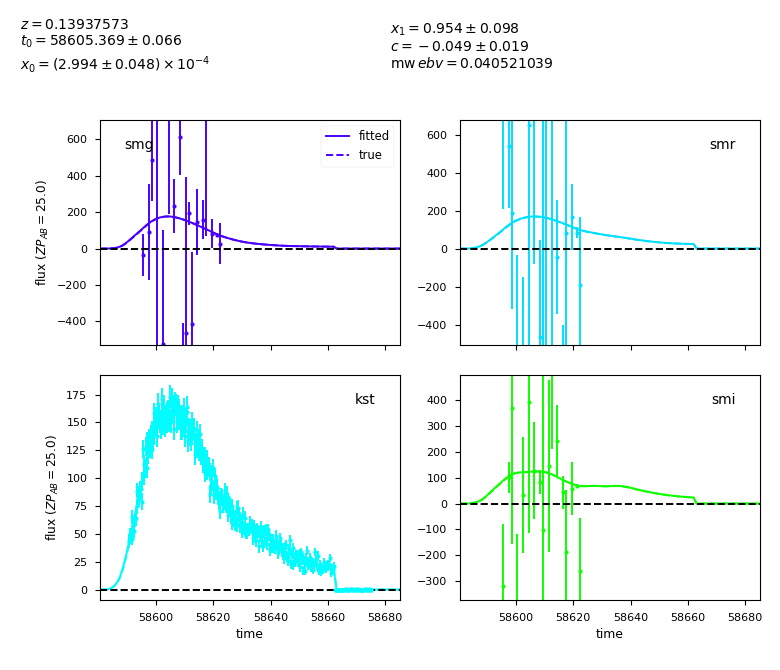 z = 0.13937573
t₀ = 58605.369 ± 0.066
x₀ = (2.994 ± 0.048) × 10⁻⁴
x₁ = 0.954 ± 0.098
c = −0.049 ± 0.019
mw ebv = 0.040521039
smg
fitted
true
600
400
200
0
−200
−400
flux (ZP_AB = 25.0)
smr
600
400
200
0
−200
−400
kst
175
150
125
100
75
50
25
0
flux (ZP_AB = 25.0)
58600 58620 58640 58660 58680
time
smi
400
300
200
100
0
−100
−200
−300
58600 58620 58640 58660 58680
time